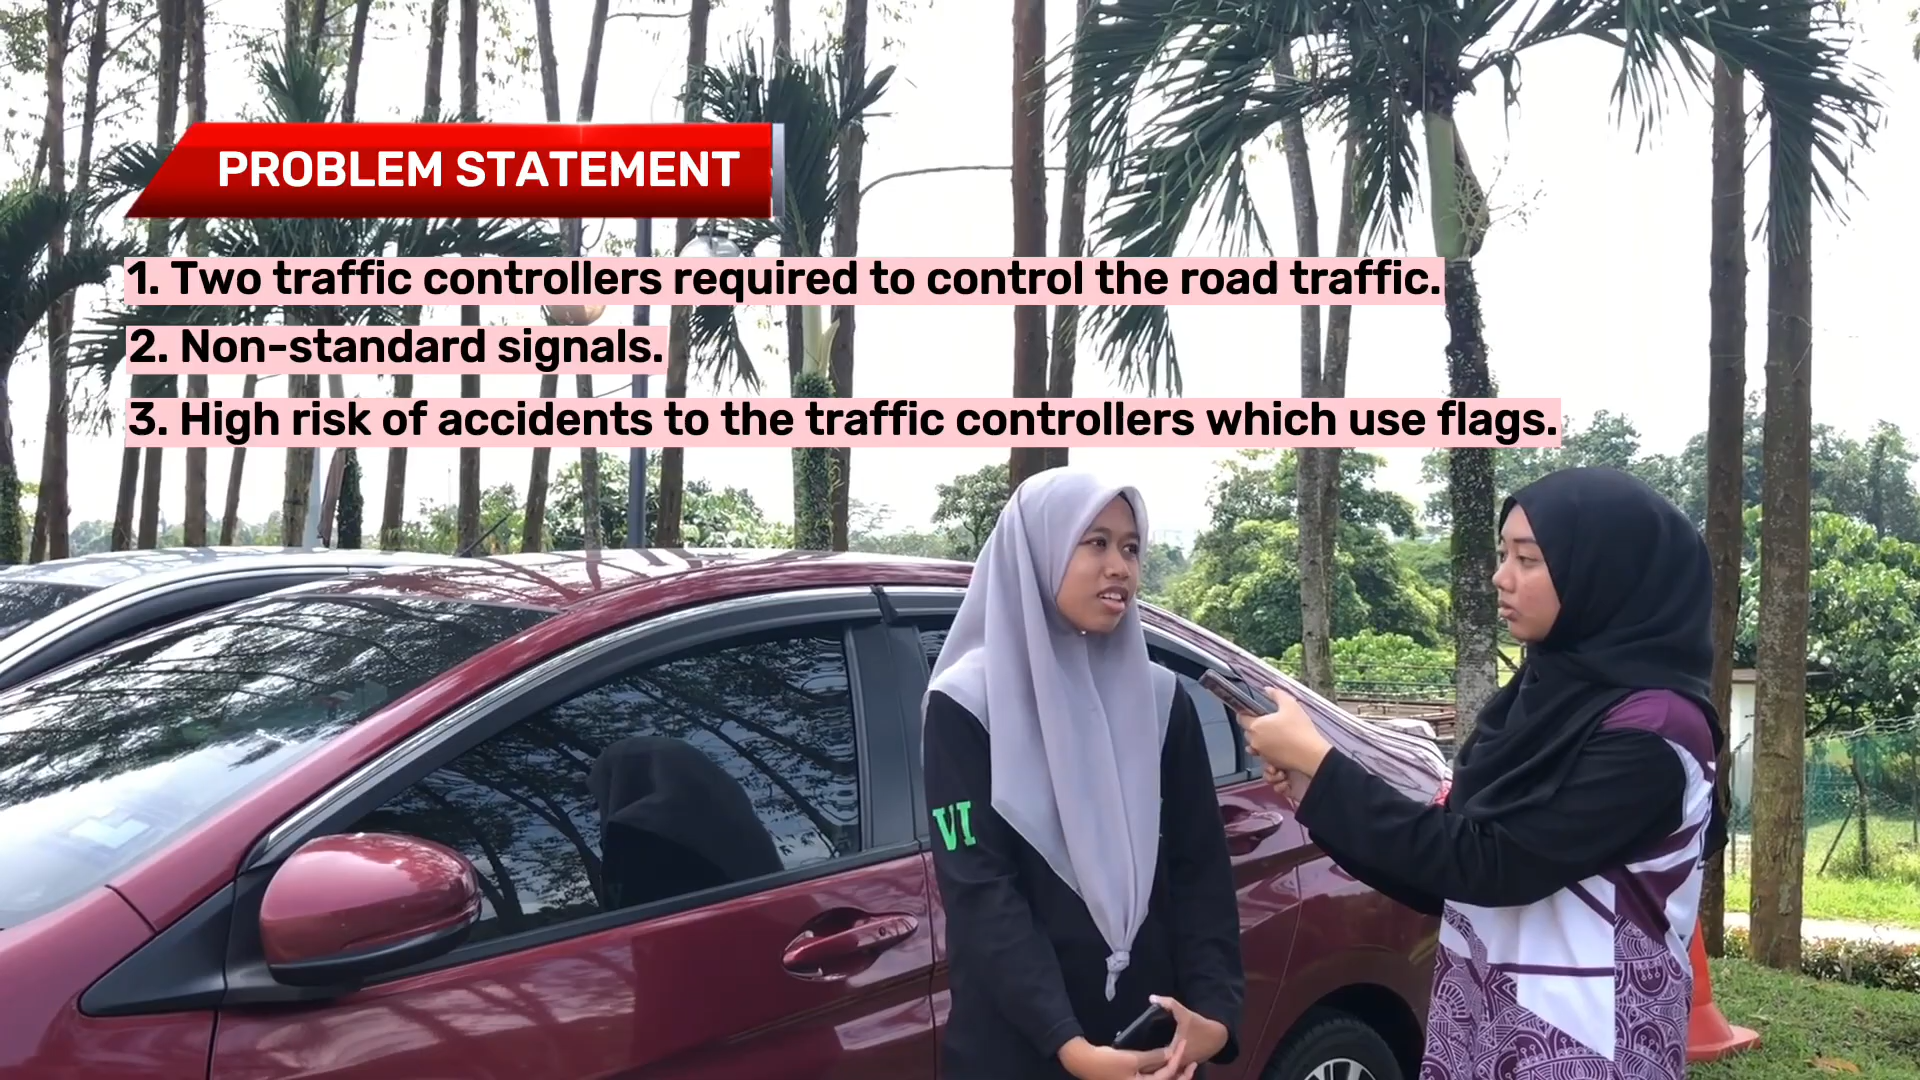 PROBLEM STATEMENT
1. Two traffic controllers required to control the road traffic.
2. Non-standard signals.
3. High risk of accidents to the traffic controllers which use flags.
VI